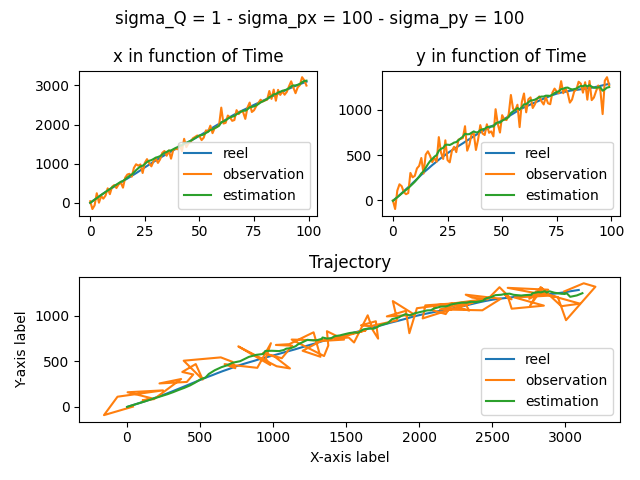 sigma_Q = 1 - sigma_px = 100 - sigma_py = 100
x in function of Time
3000
2000
1000
0
0 25 50 75 100
reel
observation
estimation
y in function of Time
1000
500
0
0 25 50 75 100
reel
observation
estimation
Trajectory
Y-axis label
1000
500
0
0 500 1000 1500 2000 2500 3000
X-axis label
reel
observation
estimation